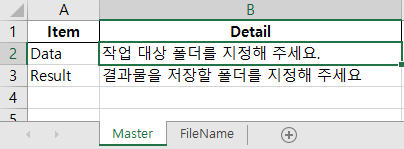 A B
1 Item Detail
2 Data 작업 대상 폴더를 지정해 주세요.
3 Result 결과물을 저장할 폴더를 지정해 주세요
4
5
Master FileName